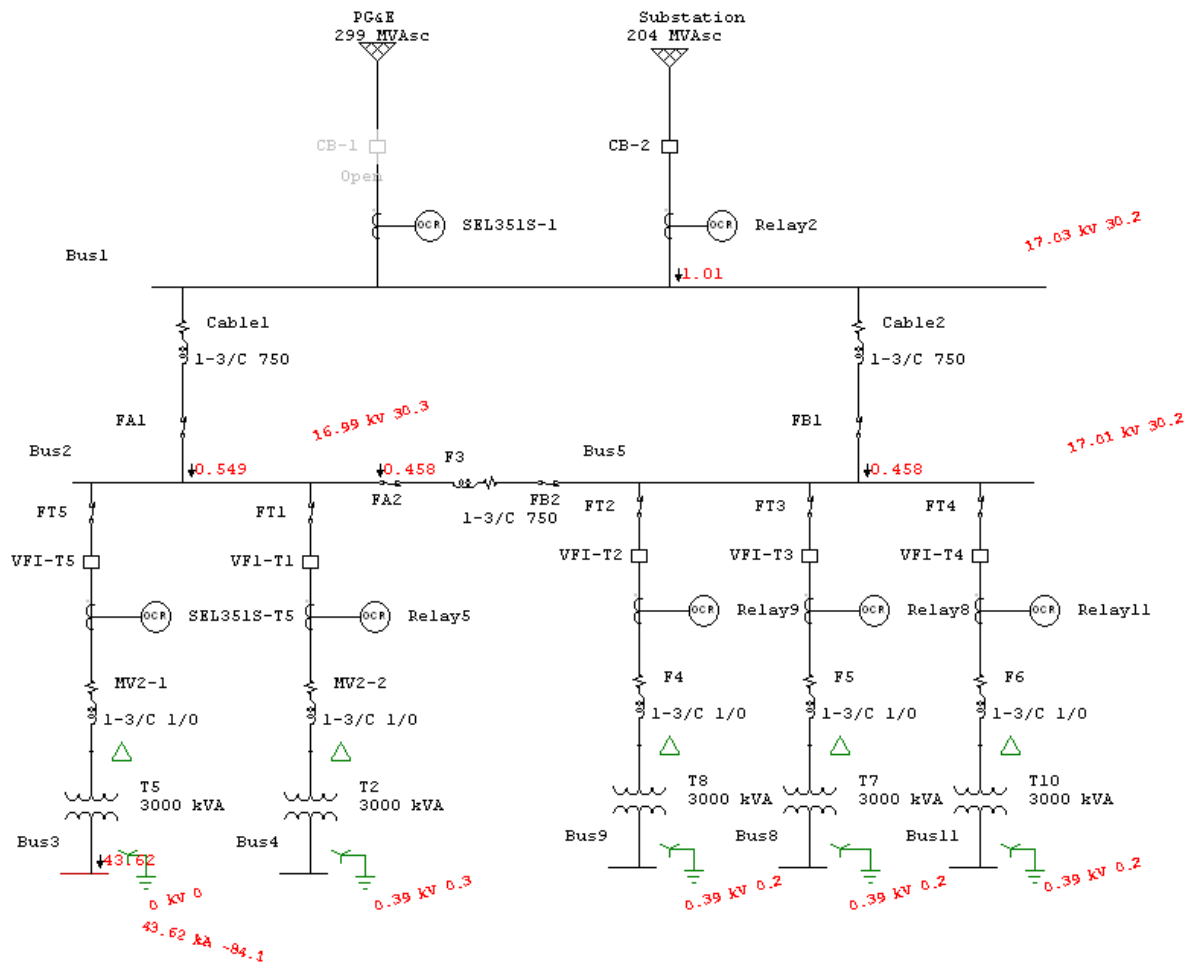 PG&E
299 MVAsc
Substation
204 MVAsc
CB-1
Open
CB-2
OCR
SEL351S-1
OCR
Relay2
17.03 kV 30.2
Bus1
1.01
Cable1
1-3/C 750
Cable2
1-3/C 750
FA1
16.99 kV 30.3
FB1
17.01 kV 30.2
Bus2
0.549
0.458
F3
Bus5
0.458
FA2
FB2
1-3/C 750
FT5
FT1
FT2
FT3
FT4
VFI-T5
VF1-T1
VFI-T2
VFI-T3
VFI-T4
OCR
SEL351S-T5
OCR
Relay5
OCR
Relay9
OCR
Relay8
OCR
Relay11
MV2-1
1-3/C 1/0
MV2-2
1-3/C 1/0
F4
1-3/C 1/0
F5
1-3/C 1/0
F6
1-3/C 1/0
T5
3000 kVA
T2
3000 kVA
T8
3000 kVA
T7
3000 kVA
T10
3000 kVA
Bus3
Bus4
Bus9
Bus8
Bus11
43.62
0 kV 0
43.62 kA -84.1
0.39 kV 0.3
0.39 kV 0.2
0.39 kV 0.2
0.39 kV 0.2